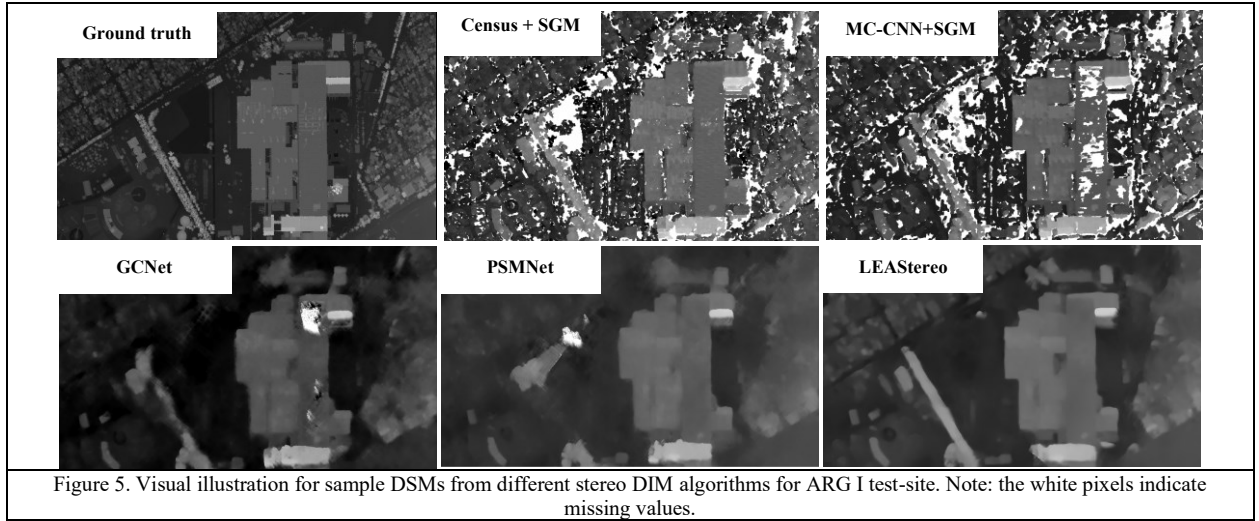 Ground truth
Census + SGM
MC-CNN+SGM
GCNet
PSMNet
LEAStereo
Figure 5. Visual illustration for sample DSMs from different stereo DIM algorithms for ARG I test-site. Note: the white pixels indicate
missing values.